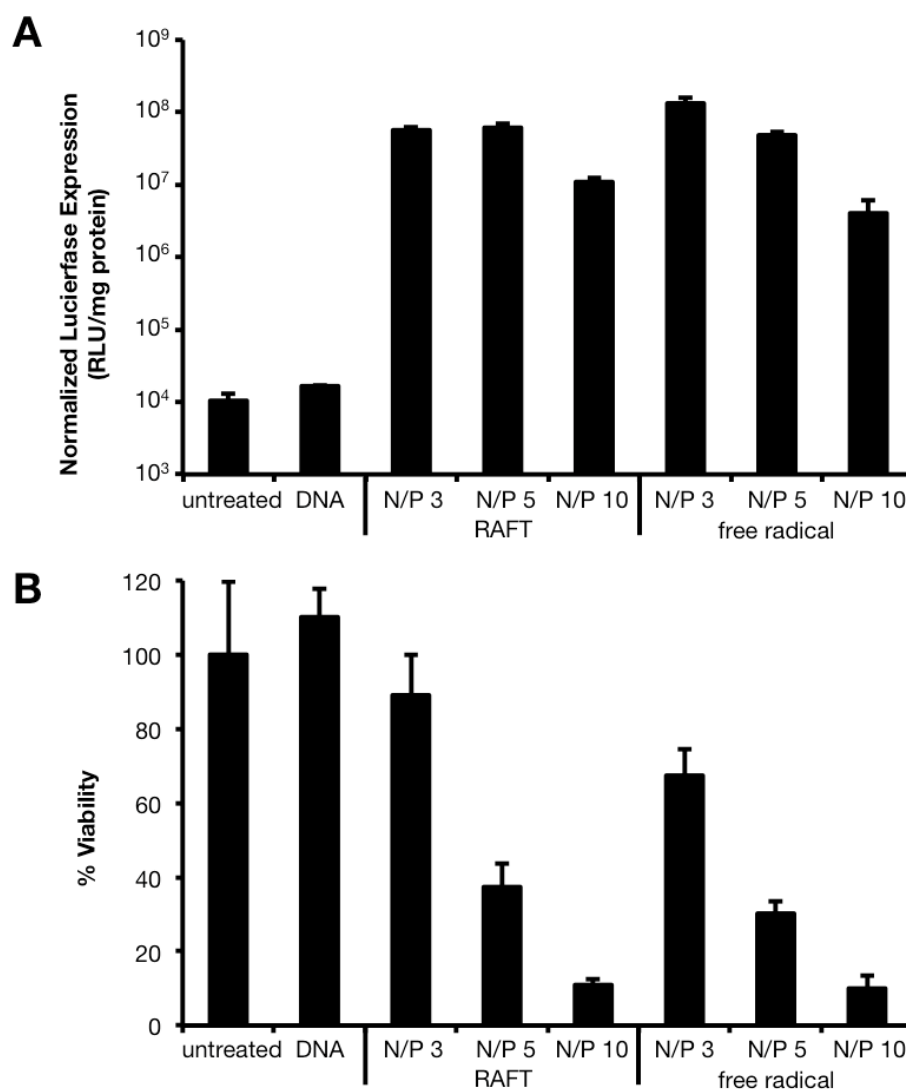 A
Normalized Lucierfase Expression
(RLU/mg protein)
10⁹
10⁸
10⁷
10⁶
10⁵
10⁴
10³
untreated DNA N/P 3 N/P 5 N/P 10 N/P 3 N/P 5 N/P 10
RAFT free radical
B
% Viability
120
100
80
60
40
20
0
untreated DNA N/P 3 N/P 5 N/P 10 N/P 3 N/P 5 N/P 10
RAFT free radical